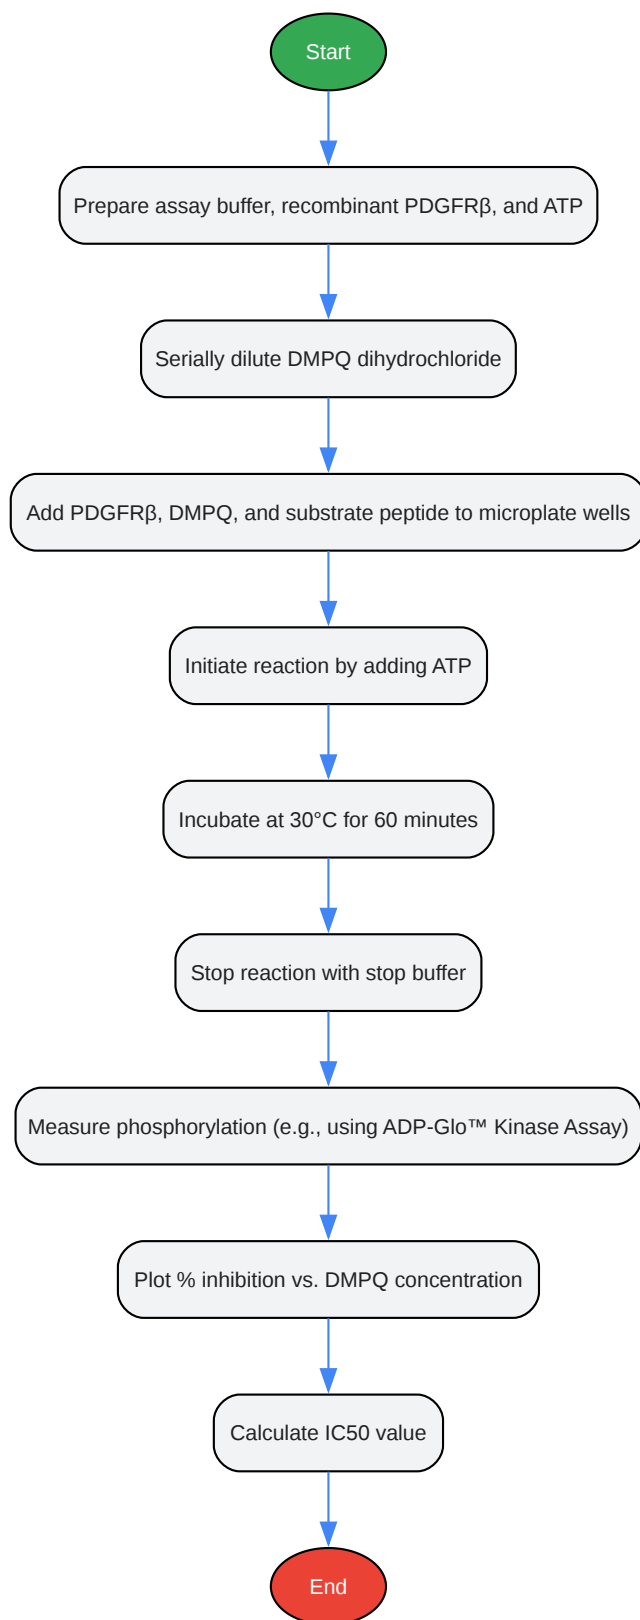 Start
Prepare assay buffer, recombinant PDGFRβ, and ATP
Serially dilute DMPQ dihydrochloride
Add PDGFRβ, DMPQ, and substrate peptide to microplate wells
Initiate reaction by adding ATP
Incubate at 30°C for 60 minutes
Stop reaction with stop buffer
Measure phosphorylation (e.g., using ADP-Glo™ Kinase Assay)
Plot % inhibition vs. DMPQ concentration
Calculate IC50 value
End